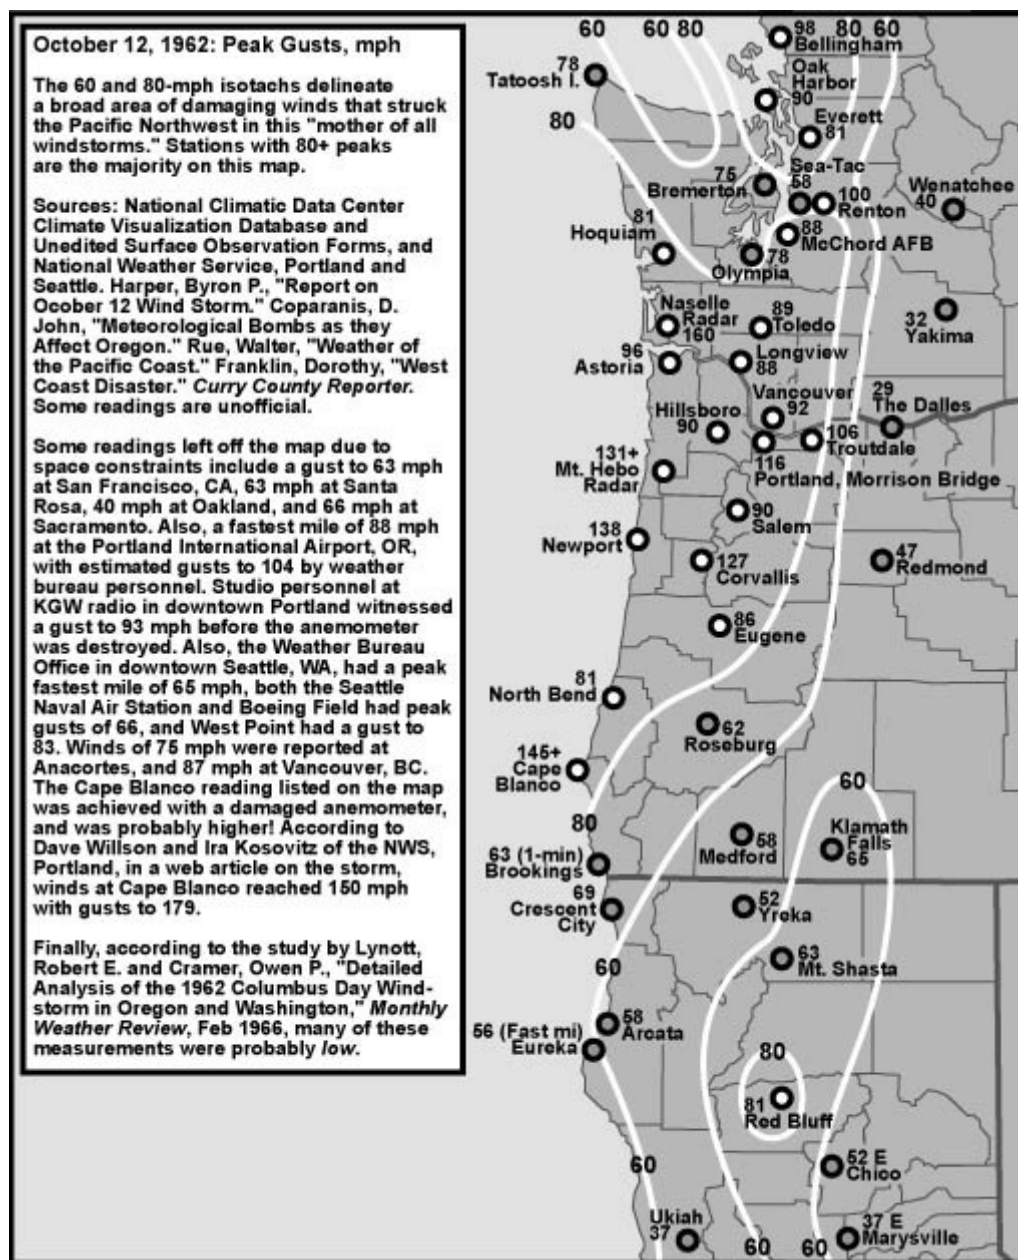 October 12, 1962: Peak Gusts, mph
The 60 and 80-mph isotachs delineate
a broad area of damaging winds that struck
the Pacific Northwest in this "mother of all
windstorms." Stations with 80+ peaks
are the majority on this map.
Sources: National Climatic Data Center
Climate Visualization Database and
Unedited Surface Observation Forms, and
National Weather Service, Portland and
Seattle. Harper, Byron P., "Report on
Ocober 12 Wind Storm." Coparanis, D.
John, "Meteorological Bombs as they
Affect Oregon." Rue, Walter, "Weather of
the Pacific Coast." Franklin, Dorothy, "West
Coast Disaster." Curry County Reporter.
Some readings are unofficial.
Some readings left off the map due to
space constraints include a gust to 63 mph
at San Francisco, CA, 63 mph at Santa
Rosa, 40 mph at Oakland, and 66 mph at
Sacramento. Also, a fastest mile of 88 mph
at the Portland International Airport, OR,
with estimated gusts to 104 by weather
bureau personnel. Studio personnel at
KGW radio in downtown Portland witnessed
a gust to 93 mph before the anemometer
was destroyed. Also, the Weather Bureau
Office in downtown Seattle, WA, had a peak
fastest mile of 65 mph, both the Seattle
Naval Air Station and Boeing Field had peak
gusts of 66, and West Point had a gust to
83. Winds of 75 mph were reported at
Anacortes, and 87 mph at Vancouver, BC.
The Cape Blanco reading listed on the map
was achieved with a damaged anemometer,
and was probably higher! According to
Dave Willson and Ira Kosovitz of the NWS,
Portland, in a web article on the storm,
winds at Cape Blanco reached 150 mph
with gusts to 179.
Finally, according to the study by Lynott,
Robert E. and Cramer, Owen P., "Detailed
Analysis of the 1962 Columbus Day Wind-
storm in Oregon and Washington," Monthly
Weather Review, Feb 1966, many of these
measurements were probably low.
60
60 80
80 60
98
Bellingham
78
Tatoosh I.
Oak
Harbor
90
80
Everett
81
Sea-Tac
58
75
Bremerton
100
Renton
Wenatchee
40
81
Hoquiam
88
McChord AFB
78
Olympia
Naselle
Radar
160
89
Toledo
32
Yakima
96
Astoria
Longview
88
Vancouver
92
29
The Dalles
Hillsboro
90
106
Troutdale
116
Portland, Morrison Bridge
131+
Mt. Hebo
Radar
90
Salem
138
Newport
127
Corvallis
47
Redmond
86
Eugene
81
North Bend
62
Roseburg
145+
Cape
Blanco
60
80
58
Medford
Klamath
Falls
65
63 (1-min)
Brookings
69
Crescent
City
52
Yreka
60
63
Mt. Shasta
58
Arcata
56 (Fast mi)
Eureka
80
81
Red Bluff
60
52 E
Chico
Ukiah
37
60
60
37 E
Marysville